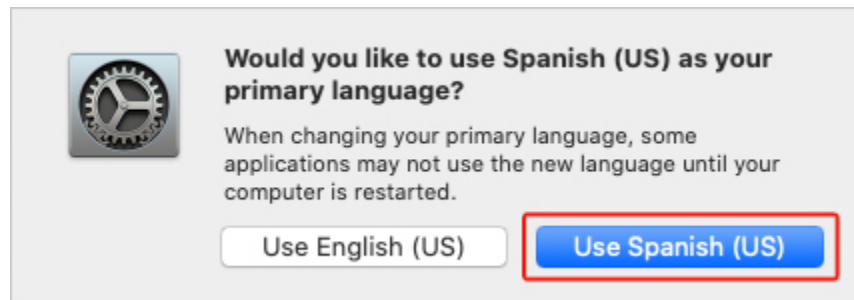 Would you like to use Spanish (US) as your
primary language?
When changing your primary language, some
applications may not use the new language until your
computer is restarted.
Use English (US)
Use Spanish (US)